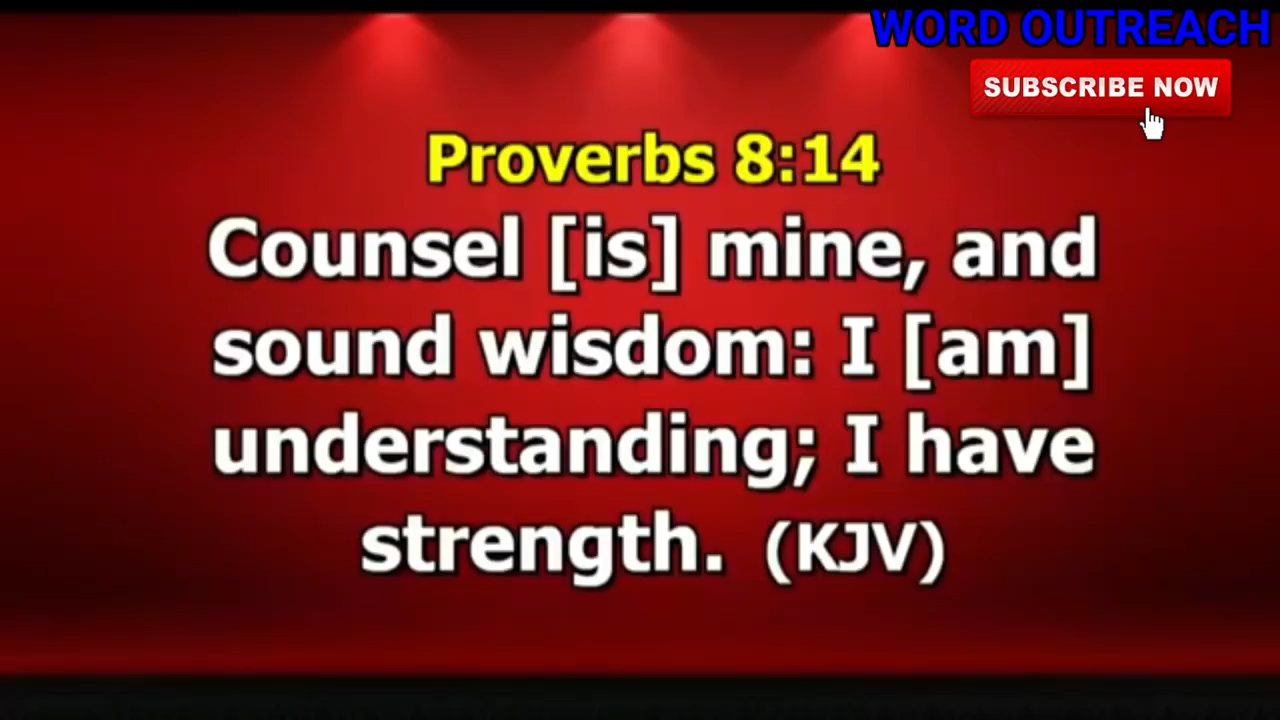 WORD OUTREACH
SUBSCRIBE NOW
Proverbs 8:14
Counsel [is] mine, and
sound wisdom: I [am]
understanding; I have
strength. (KJV)